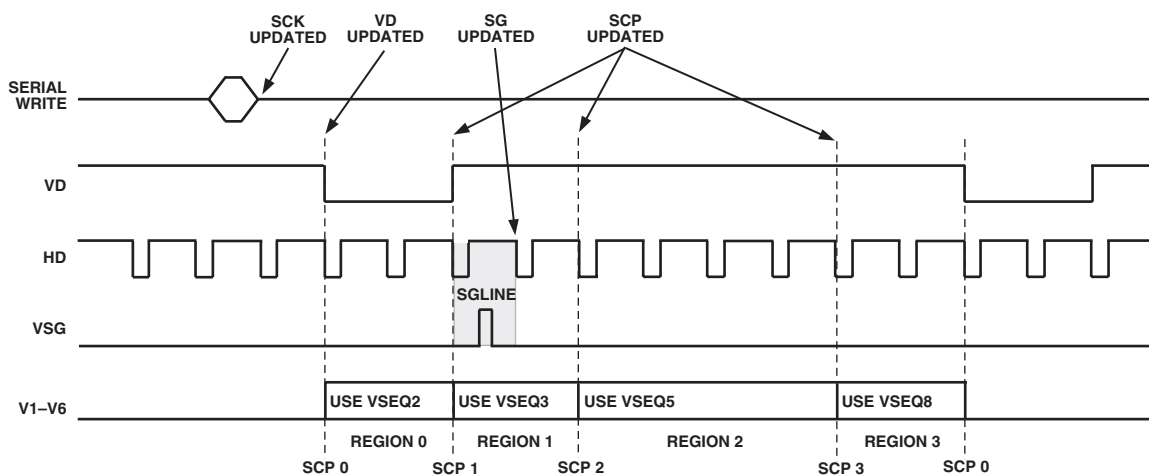 SCK
UPDATED
VD
UPDATED
SG
UPDATED
SCP
UPDATED
SERIAL
WRITE
VD
HD
SGLINE
VSG
V1–V6
USE VSEQ2
USE VSEQ3
USE VSEQ5
USE VSEQ8
REGION 0
REGION 1
REGION 2
REGION 3
SCP 0
SCP 1
SCP 2
SCP 3
SCP 0